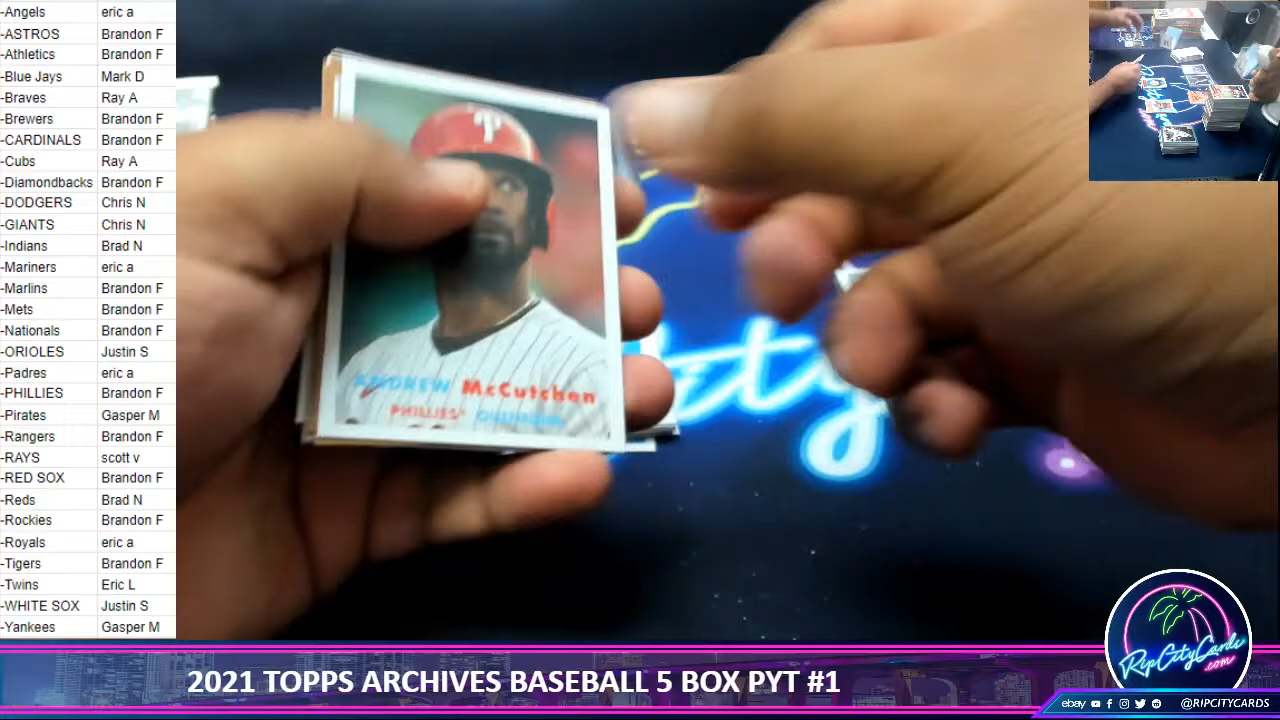 -Angels eric a
-ASTROS Brandon F
-Athletics Brandon F
-Blue Jays Mark D
-Braves Ray A
-Brewers Brandon F
-CARDINALS Brandon F
-Cubs Ray A
-Diamondbacks Brandon F
-DODGERS Chris N
-GIANTS Chris N
-Indians Brad N
-Mariners eric a
-Marlins Brandon F
-Mets Brandon F
-Nationals Brandon F
-ORIOLES Justin S
-Padres eric a
-PHILLIES Brandon F
-Pirates Gasper M
-Rangers Brandon F
-RAYS scott v
-RED SOX Brandon F
-Reds Brad N
-Rockies Brandon F
-Royals eric a
-Tigers Brandon F
-Twins Eric L
-WHITE SOX Justin S
-Yankees Gasper M
P
ANDREW McCutchen
PHILLIES
ity
RipCityCards
.com
2021 TOPPS ARCHIVES BASEBALL 5 BOX PYT #1
ebay @RIPCITYCARDS